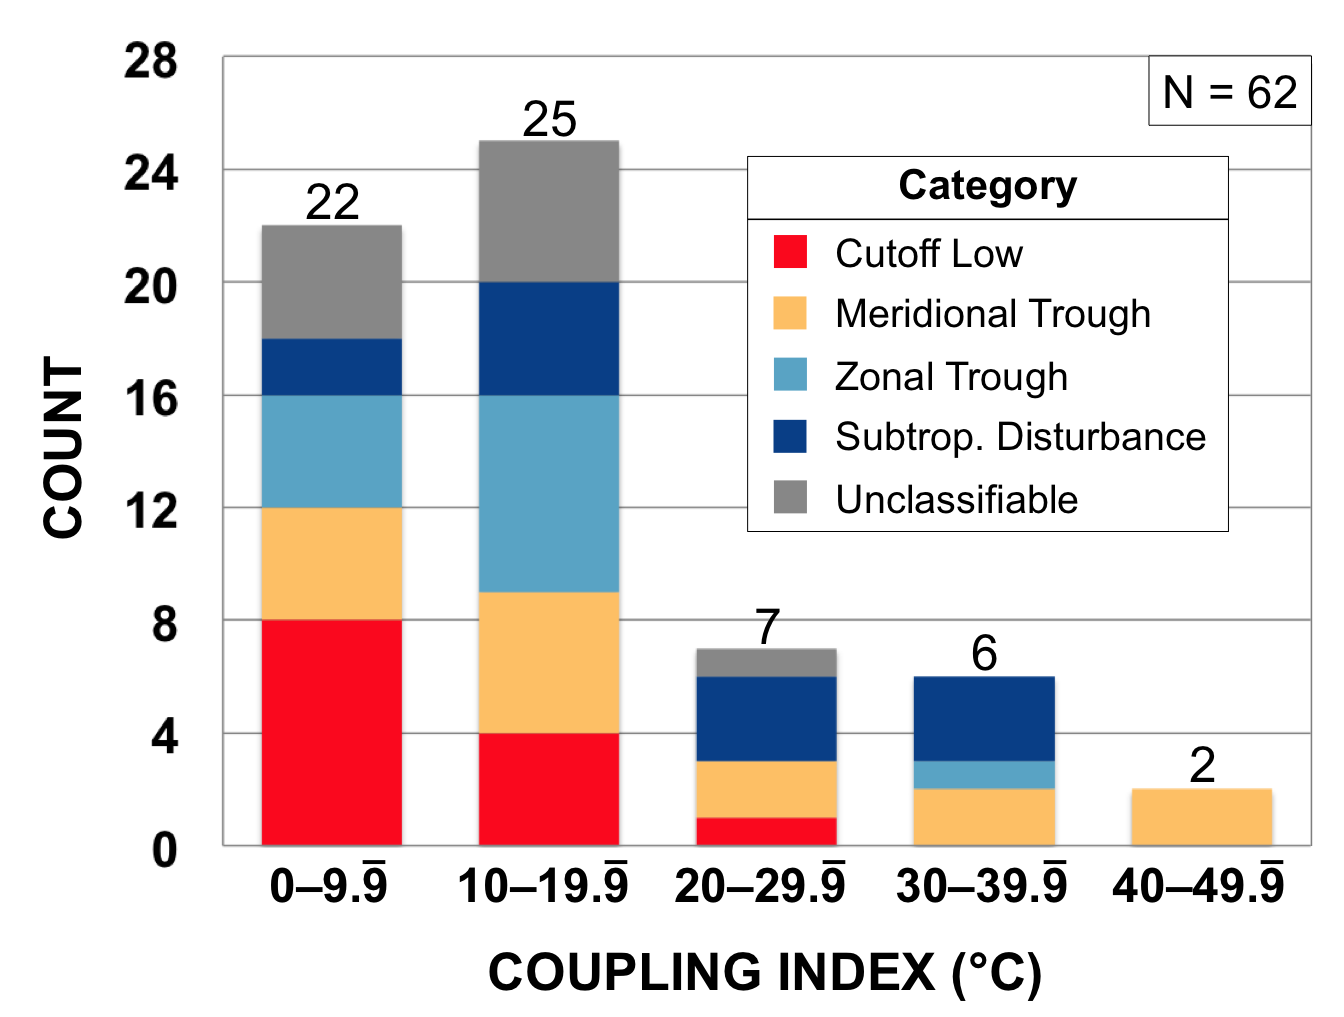 28
24
20
16
12
8
4
0
COUNT
22
25
7
6
2
N = 62
Category
Cutoff Low
Meridional Trough
Zonal Trough
Subtrop. Disturbance
Unclassifiable
0–9.9̅ 10–19.9̅ 20–29.9̅ 30–39.9̅ 40–49.9̅
COUPLING INDEX (°C)